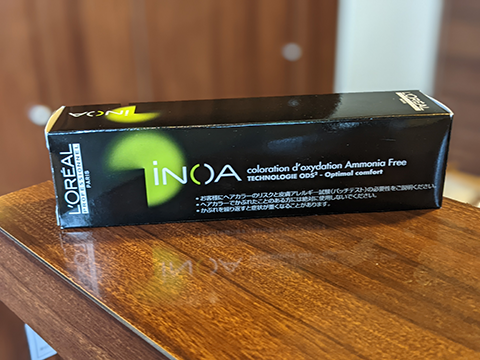 iNOA
L'ORÉAL
iNOA
coloration d'oxydation Ammonia Free
TECHNOLOGIE ODS² - Optimal comfort
• お客様にヘアカラーのリスクと皮膚アレルギー試験(パッチテスト)の必要性をご説明ください。
• ヘアカラーでかぶれたことのある方には絶対に使用しないでください。
• かぶれを繰り返すと症状が重くなることがあります。
L'ORÉAL
PARIS